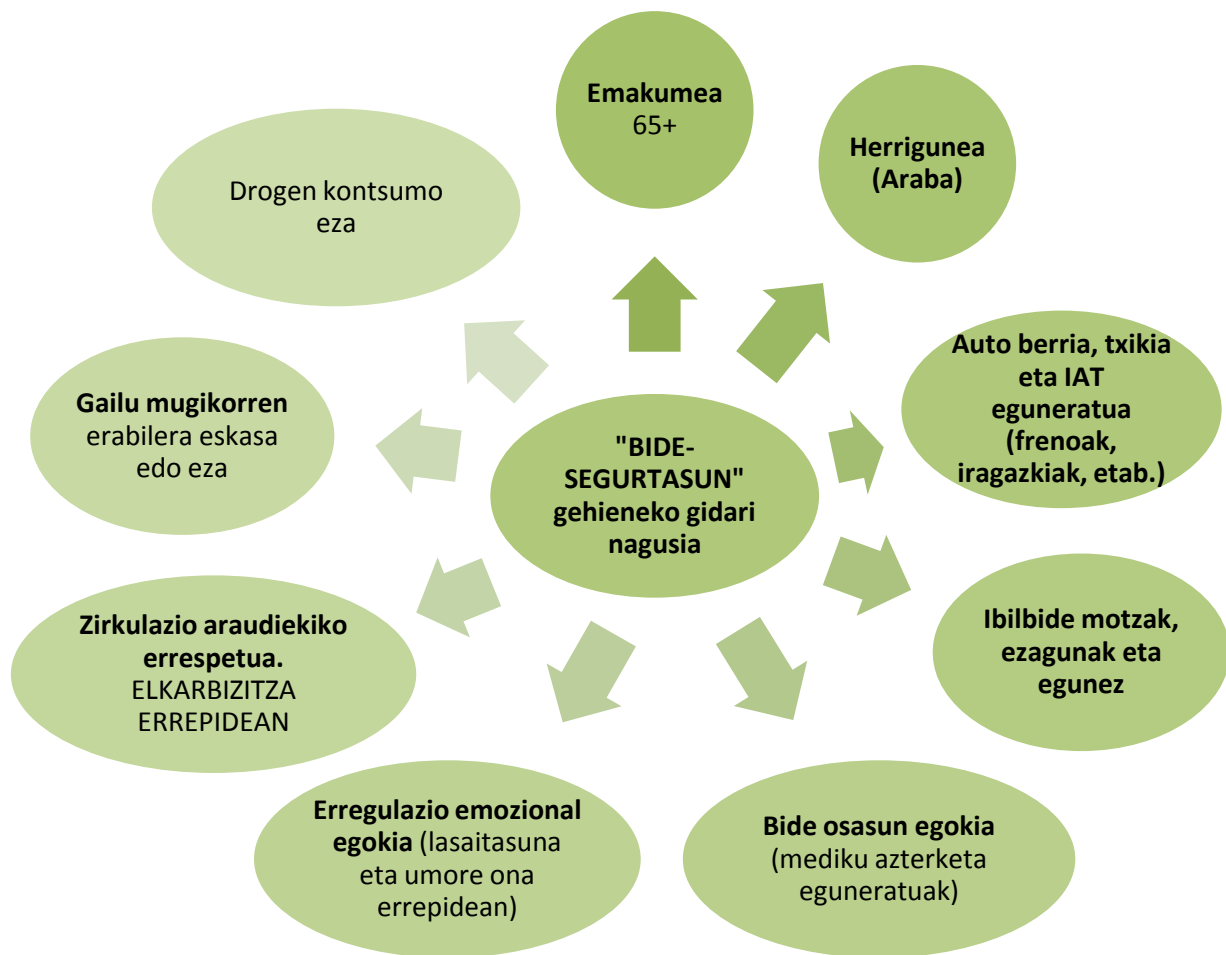 Emakumea
65+
Herrigunea
(Araba)
Auto berria, txikia
eta IAT
eguneratua
(frenoak,
iragazkiak, etab.)
Ibilbide motzak,
ezagunak eta
egunez
Bide osasun egokia
(mediku azterketa
eguneratuak)
Erregulazio emozional
egokia (lasaitasuna
eta umore ona
errepidean)
Zirkulazio araudiekiko
errespetua.
ELKARBIZITZA
ERREPIDEAN
Gailu mugikorren
erabilera eskasa
edo eza
Drogen kontsumo
eza
"BIDE-
SEGURTASUN"
gehieneko gidari
nagusia